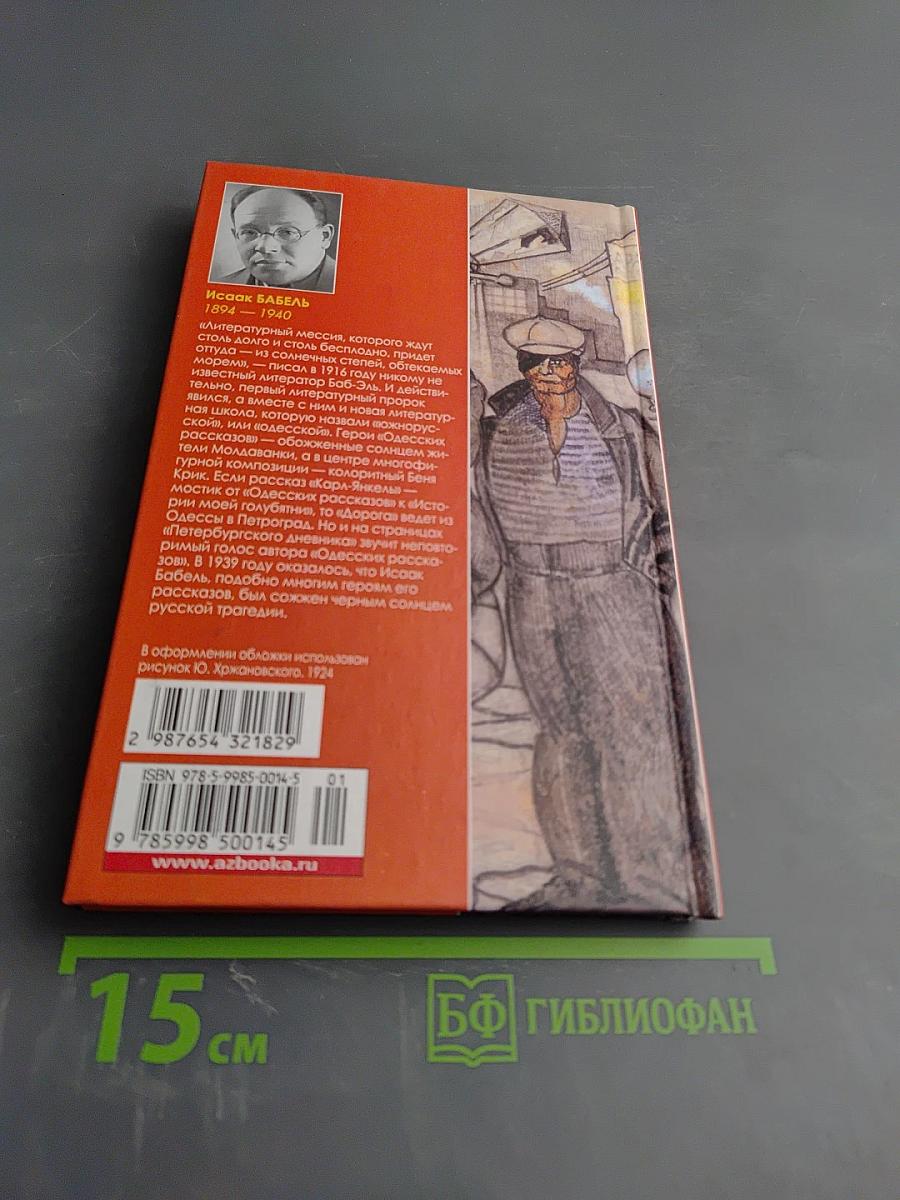 Исаак БАБЕЛЬ
1894 — 1940
«Литературный мессия, которого ждут
столь долго и столь бесплодно, придет
оттуда — из солнечных степей, обтекаемых
морем», — писал в 1916 году никому не
известный литератор Баб-Эль. И действи-
тельно, первый литературный пророк
явился, а вместе с ним и новая литератур-
ная школа, которую назвали «южнорус-
ской», или «одесской». Герои «Одесских
рассказов» — обожженные солнцем жи-
тели Молдаванки, а в центре многофи-
гурной композиции — колоритный Беня
Крик. Если рассказ «Карл-Янкель» —
мостик от «Одесских рассказов» к «Исто-
рии моей голубятни», то «Дорога» ведет из
Одессы в Петроград. Но и на страницах
«Петербургского дневника» звучит неповто-
римый голос автора «Одесских расска-
зов». В 1939 году оказалось, что Исаак
Бабель, подобно многим героям его
рассказов, был сожжен черным солнцем
русской трагедии.
В оформлении обложки использован
рисунок Ю. Хржановского. 1924
2 987654 321829
ISBN 978-5-9985-0014-5 01
9 785998 500145
www.azbooka.ru
15 см
БФ ГИБЛИОФАН